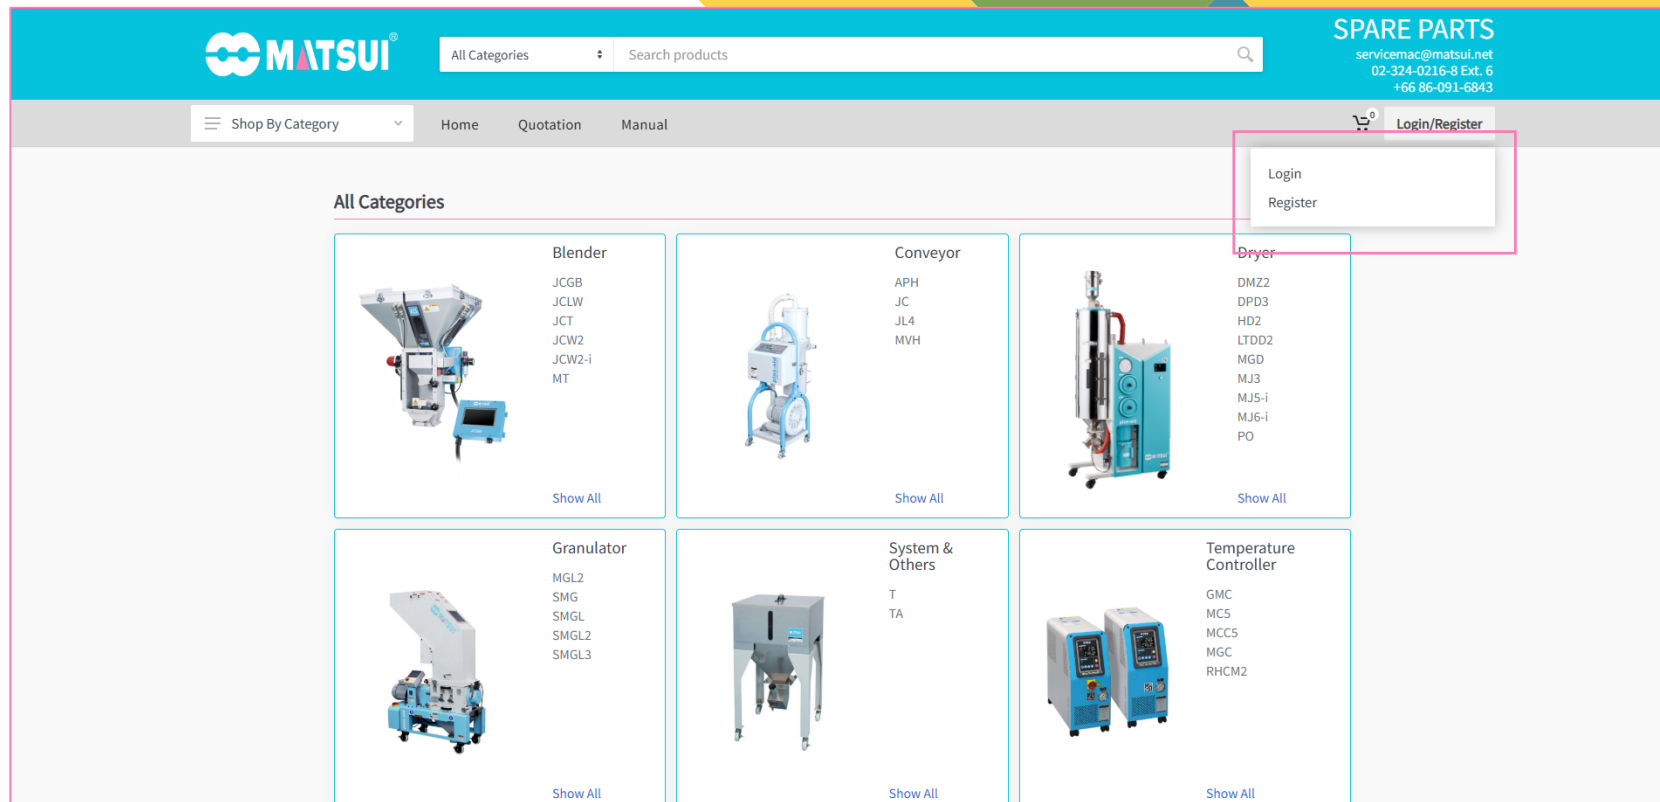 MATSUI®
All Categories
Search products
SPARE PARTS
servicemac@matsui.net
02-324-0216-8 Ext. 6
+66 86-091-6843
Shop By Category
Home
Quotation
Manual
0
Login/Register
Login
Register
All Categories
Blender
JCGB
JCLW
JCT
JCW2
JCW2-i
MT
Show All
Conveyor
APH
JC
JL4
MVH
Show All
Dryer
DMZ2
DPD3
HD2
LTDD2
MGD
MJ3
MJ5-i
MJ6-i
PO
Show All
MATSUI
Granulator
MGL2
SMG
SMGL
SMGL2
SMGL3
Show All
MATSUI
System &
Others
T
TA
Show All
Temperature
Controller
GMC
MC5
MCC5
MGC
RHCM2
Show All